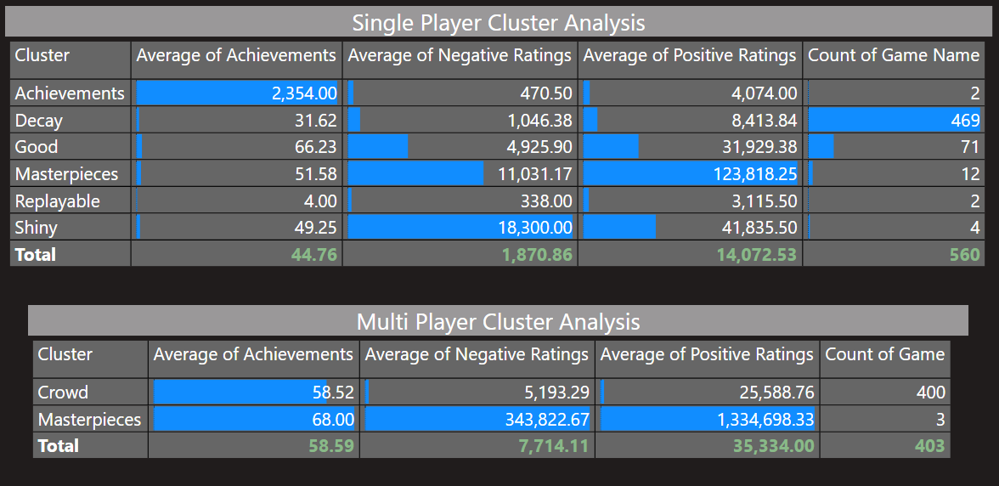 Single Player Cluster Analysis
Cluster Average of Achievements Average of Negative Ratings Average of Positive Ratings Count of Game Name
Achievements 2,354.00 470.50 4,074.00 2
Decay 31.62 1,046.38 8,413.84 469
Good 66.23 4,925.90 31,929.38 71
Masterpieces 51.58 11,031.17 123,818.25 12
Replayable 4.00 338.00 3,115.50 2
Shiny 49.25 18,300.00 41,835.50 4
Total 44.76 1,870.86 14,072.53 560
Multi Player Cluster Analysis
Cluster Average of Achievements Average of Negative Ratings Average of Positive Ratings Count of Game
Crowd 58.52 5,193.29 25,588.76 400
Masterpieces 68.00 343,822.67 1,334,698.33 3
Total 58.59 7,714.11 35,334.00 403